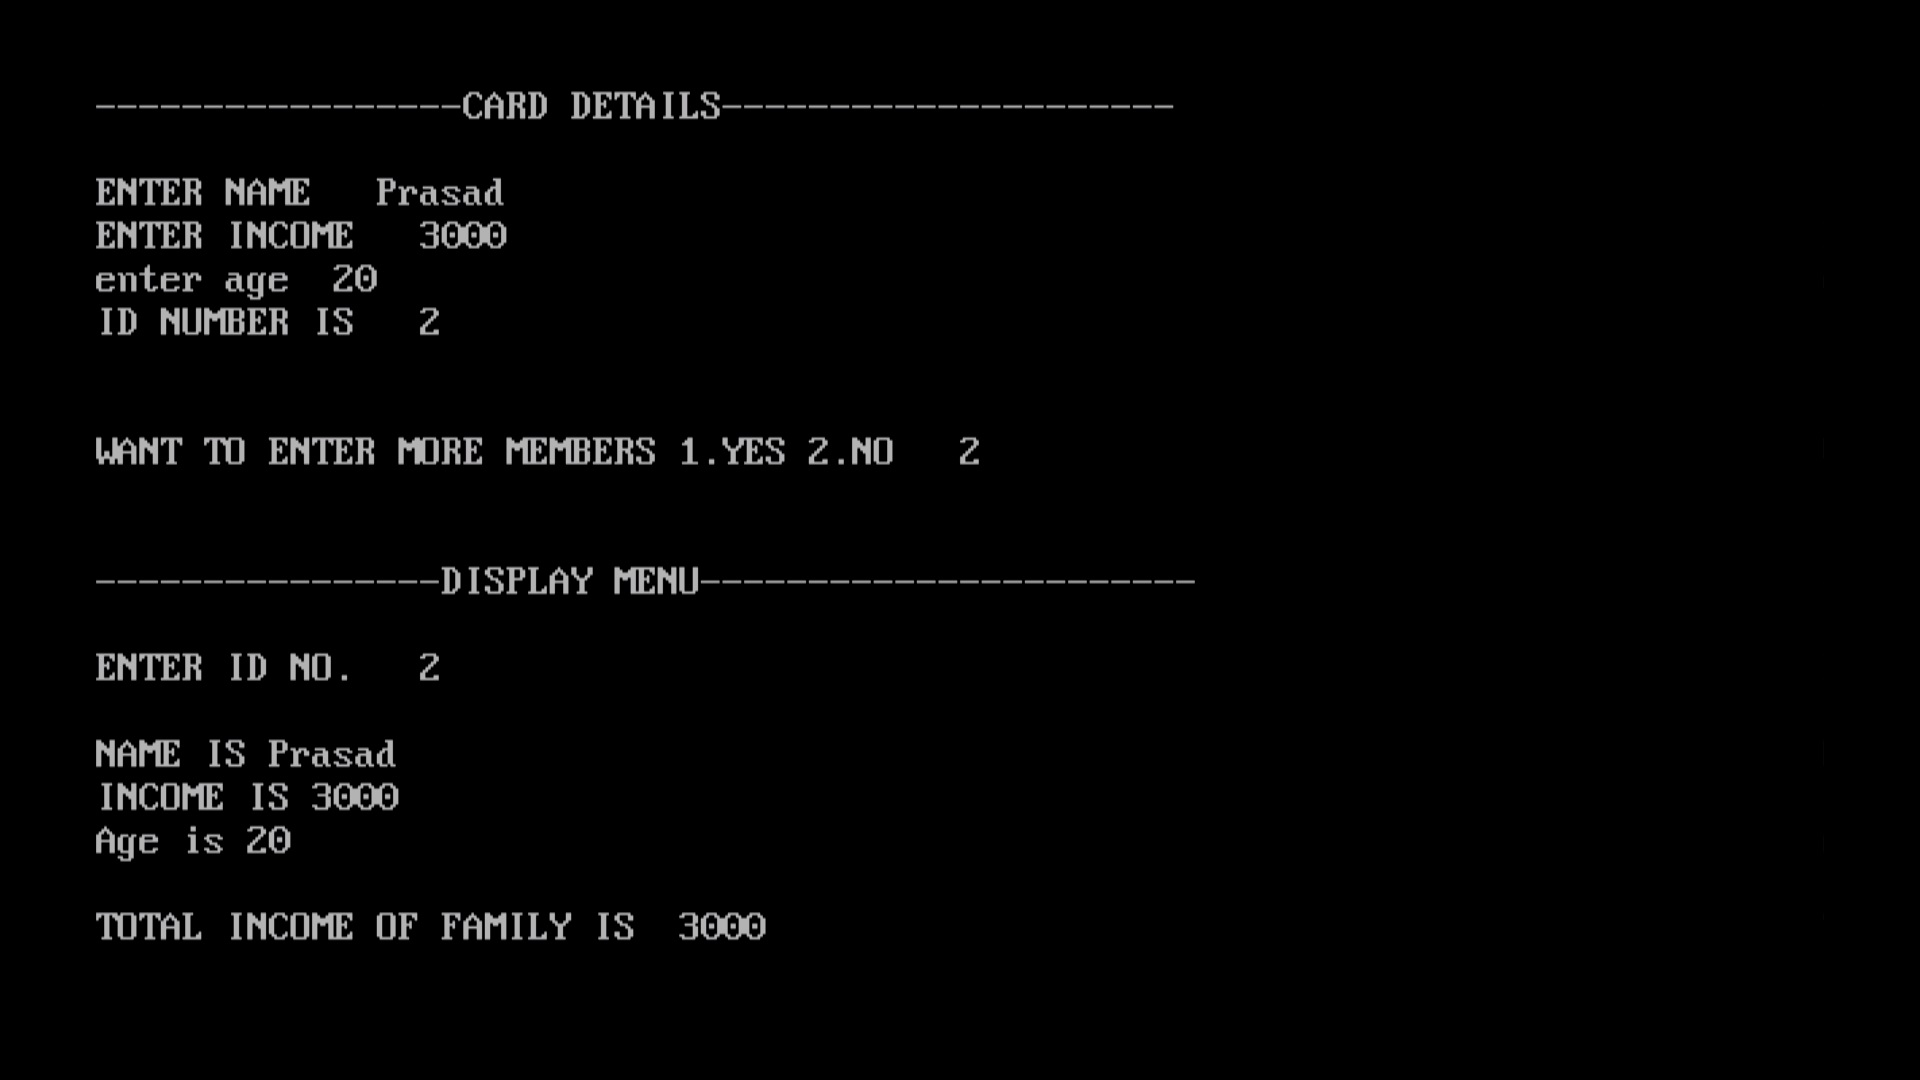 -----------------CARD DETAILS---------------------
ENTER NAME   Prasad
ENTER INCOME   3000
enter age  20
ID NUMBER IS   2
WANT TO ENTER MORE MEMBERS 1.YES 2.NO   2
----------------DISPLAY MENU-----------------------
ENTER ID NO.   2
NAME IS Prasad
INCOME IS 3000
Age is 20
TOTAL INCOME OF FAMILY IS  3000